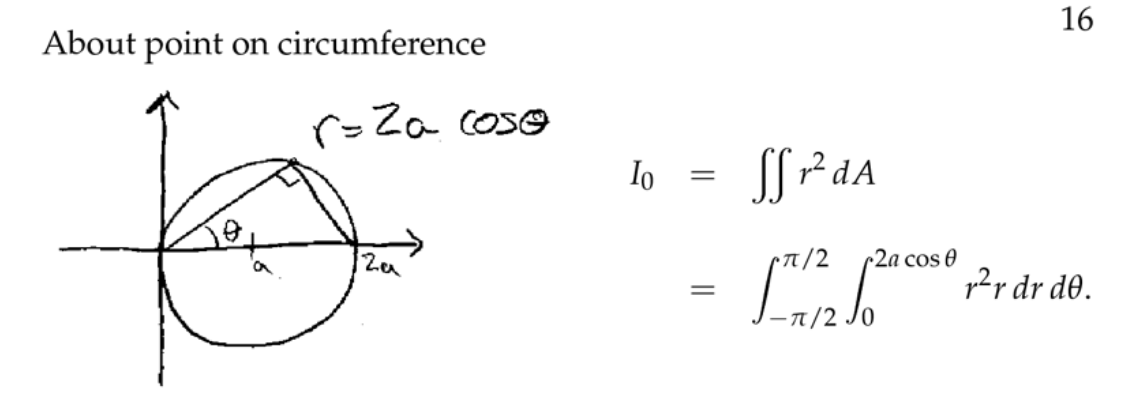 16
About point on circumference
r = 2a cosθ
I₀ = ∬ r² dA
= ∫_{−π/2}^{π/2} ∫_0^{2a cos θ} r²r dr dθ.
θ
a
2a